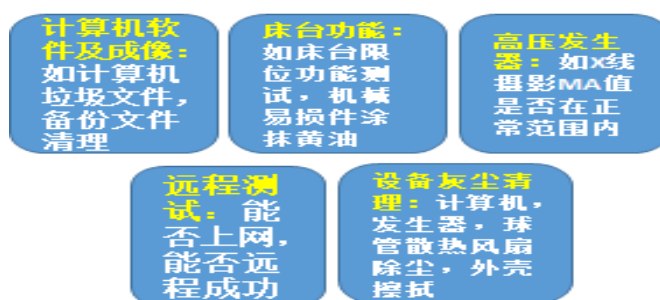 计算机软
件及成像：
如计算机
垃圾文件，
备份文件
清理
床台功能：
如床台限
位功能测
试，机械
易损件涂
抹黄油
高压发生
器：如X线
摄影MA值
是否在正
常范围内
远程测
试：能
否上网，
能否远
程成功
设备灰尘清
理：计算机，
发生器，球
管散热风扇
除尘，外壳
擦拭